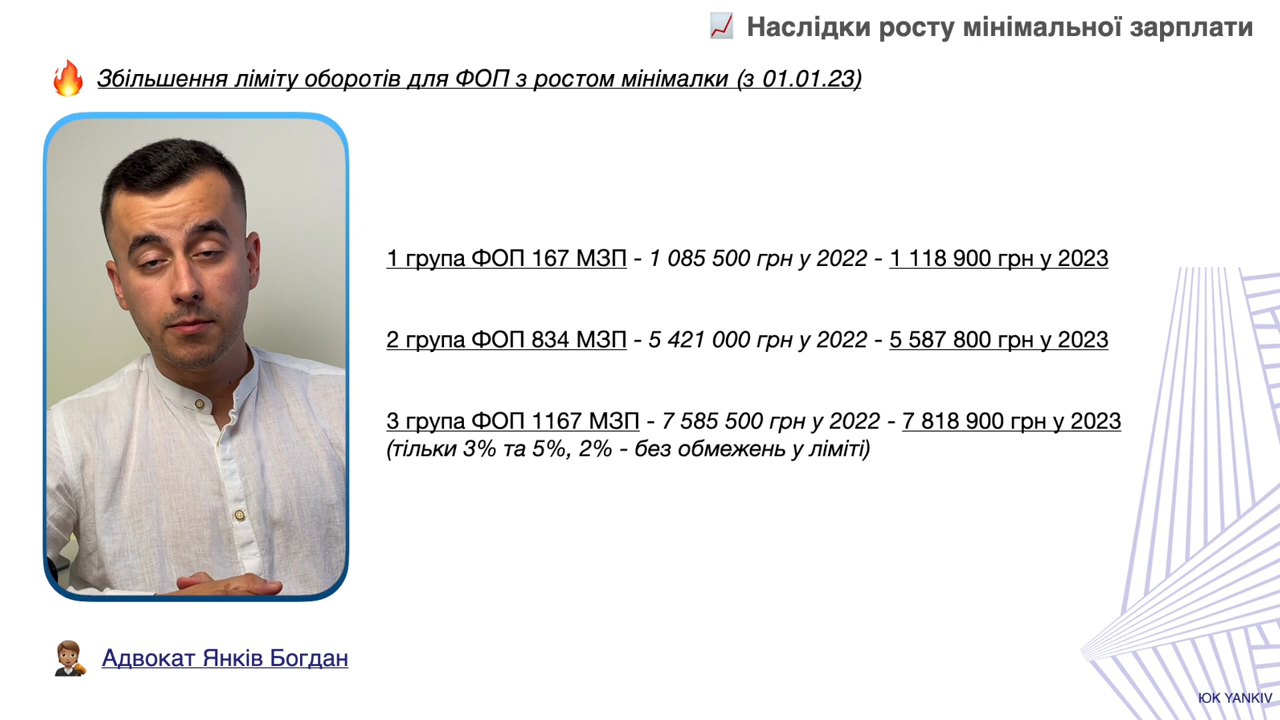 Наслідки росту мінімальної зарплати
Збільшення ліміту оборотів для ФОП з ростом мінімалки (з 01.01.23)
1 група ФОП 167 МЗП - 1 085 500 грн у 2022 - 1 118 900 грн у 2023
2 група ФОП 834 МЗП - 5 421 000 грн у 2022 - 5 587 800 грн у 2023
3 група ФОП 1167 МЗП - 7 585 500 грн у 2022 - 7 818 900 грн у 2023
(тільки 3% та 5%, 2% - без обмежень у ліміті)
Адвокат Янків Богдан
ЮК YANKIV